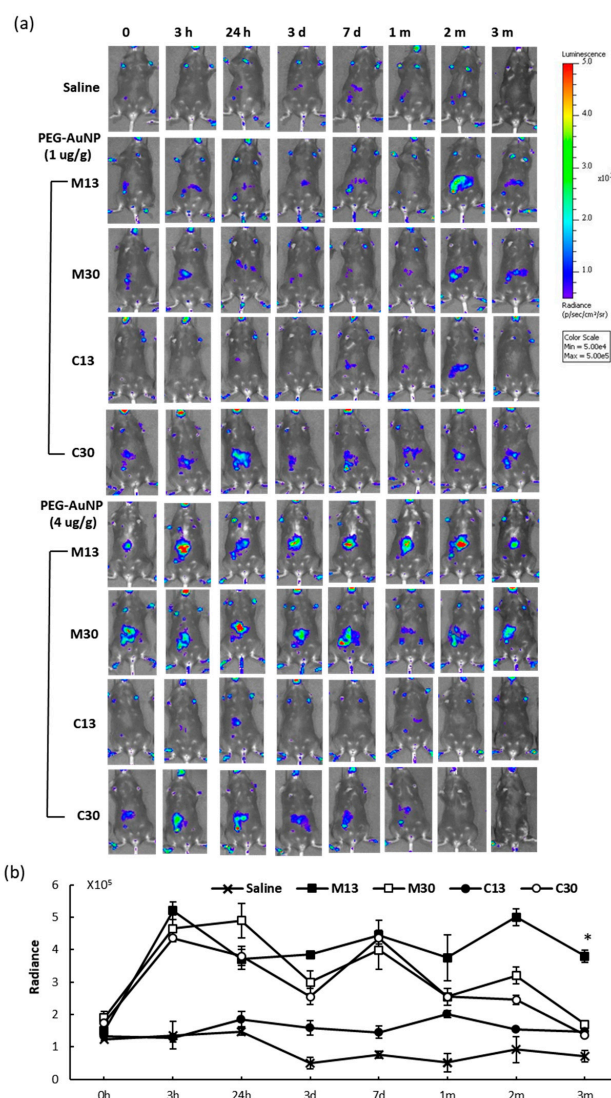 (a)
0 3 h 24 h 3 d 7 d 1 m 2 m 3 m
Saline
PEG-AuNP
(1 ug/g)
M13
M30
C13
C30
PEG-AuNP
(4 ug/g)
M13
M30
C13
C30
Luminescence
5.0
4.0
3.0
2.0
1.0
Radiance
(p/sec/cm²/sr)
Color Scale
Min = 5.00e4
Max = 5.00e5
(b)
X10⁵
Saline M13 M30 C13 C30
Radiance
6
5
4
3
2
1
0
*
0h 3h 24h 3d 7d 1m 2m 3m